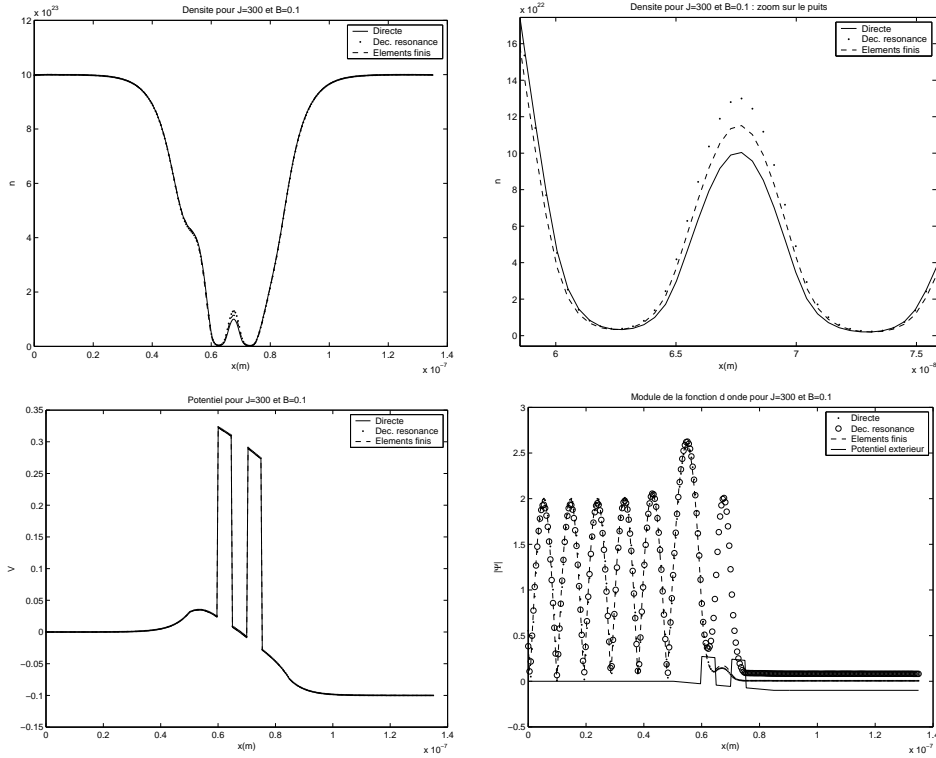 Densite pour J=300 et B=0.1
x 10^23
12
10
8
6
4
2
0
n
0 0.2 0.4 0.6 0.8 1 1.2 1.4
x(m)
x 10^-7
Directe
Dec. resonance
Elements finis
Densite pour J=300 et B=0.1 : zoom sur le puits
x 10^22
16
14
12
10
8
6
4
2
0
n
6 6.5 7 7.5
x(m)
x 10^-8
Directe
Dec. resonance
Elements finis
Potentiel pour J=300 et B=0.1
0.35
0.3
0.25
0.2
0.15
0.1
0.05
0
−0.05
−0.1
−0.15
V
0 0.2 0.4 0.6 0.8 1 1.2 1.4
x(m)
x 10^-7
Directe
Dec. resonance
Elements finis
Module de la fonction d onde pour J=300 et B=0.1
3
2.5
2
1.5
1
0.5
0
−0.5
|Ψ|
0 0.2 0.4 0.6 0.8 1 1.2 1.4
x(m)
x 10^-7
Directe
Dec. resonance
Elements finis
Potentiel exterieur